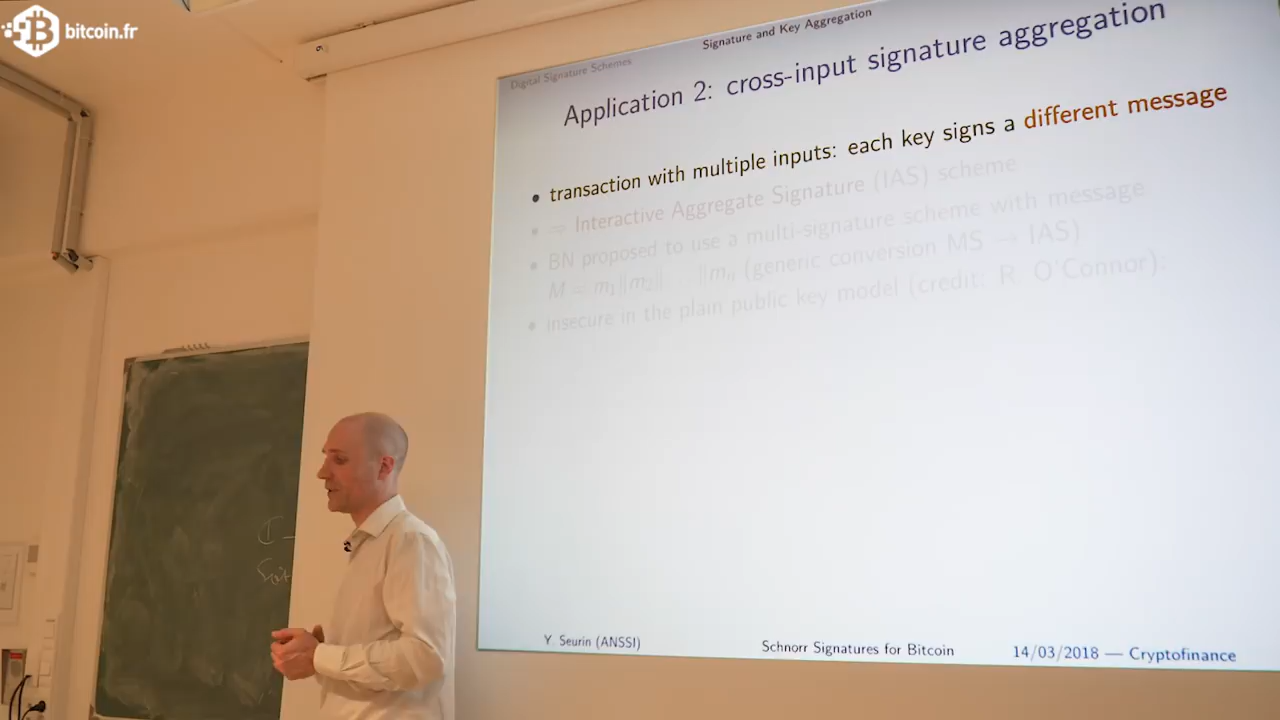 bitcoin.fr
Digital Signature Schemes
Signature and Key Aggregation
Application 2: cross-input signature aggregation
• transaction with multiple inputs: each key signs a different message
• ⇒ Interactive Aggregate Signature (IAS) scheme
• BN proposed to use a multi-signature scheme with message
M = m₁‖m₂‖ . . . ‖mₙ (generic conversion MS → IAS)
• insecure in the plain public key model (credit: R. O'Connor):
Y. Seurin (ANSSI)
Schnorr Signatures for Bitcoin
14/03/2018 — Cryptofinance